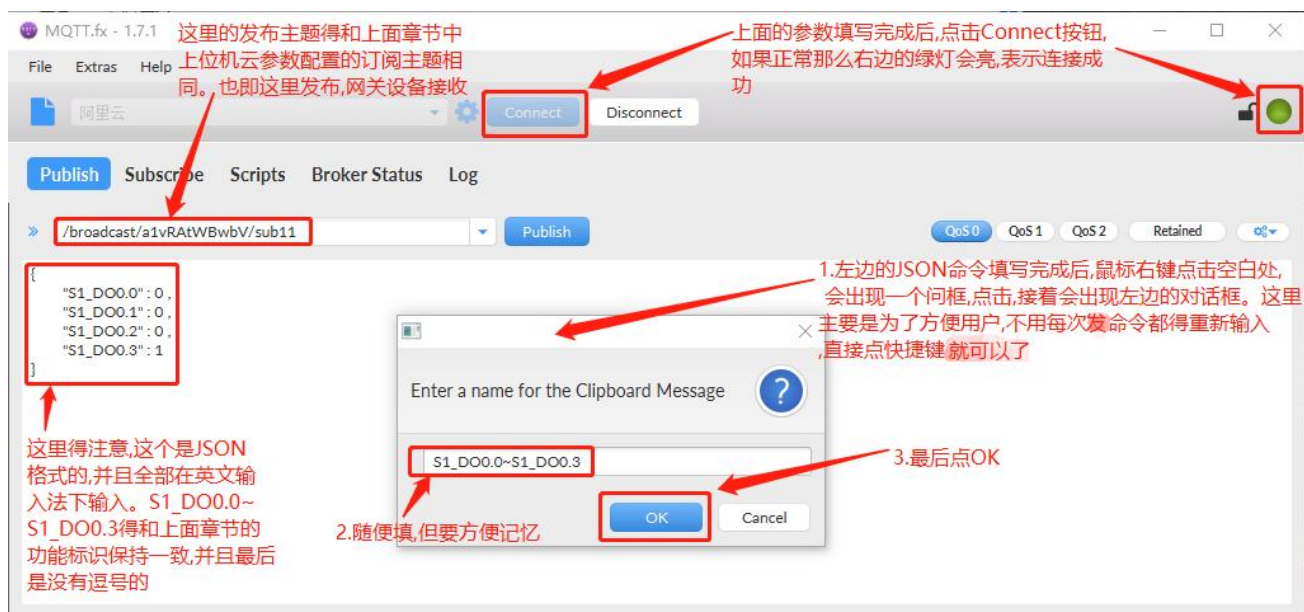 MQTT.fx - 1.7.1
这里的发布主题得和上面章节中
上位机云参数配置的订阅主题相
同。也即这里发布,网关设备接收
上面的参数填写完成后,点击Connect按钮,
如果正常那么右边的绿灯会亮,表示连接成
功
File Extras Help
阿里云
Connect
Disconnect
Publish Subscribe Scripts Broker Status Log
/broadcast/a1vRAtWBwbV/sub11
Publish
QoS 0 QoS 1 QoS 2 Retained
{
"S1_DO0.0" : 0 ,
"S1_DO0.1" : 0 ,
"S1_DO0.2" : 0 ,
"S1_DO0.3" : 1
}
1.左边的JSON命令填写完成后,鼠标右键点击空白处,
会出现一个问框,点击,接着会出现左边的对话框。这里
主要是为了方便用户,不用每次发命令都得重新输入
,直接点快捷键就可以了
Enter a name for the Clipboard Message
?
S1_DO0.0~S1_DO0.3
OK
Cancel
3.最后点OK
2.随便填,但要方便记忆
这里得注意,这个是JSON
格式的,并且全部在英文输
入法下输入。S1_DO0.0~
S1_DO0.3得和上面章节的
功能标识保持一致,并且最后
是没有逗号的